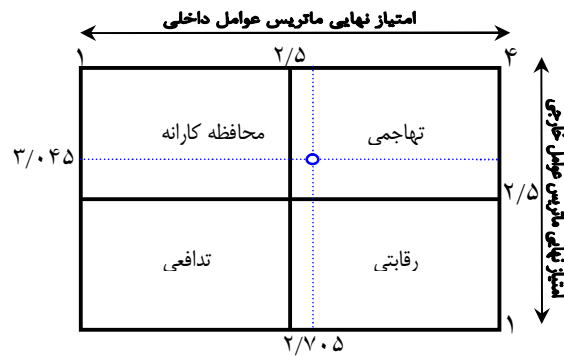 امتیاز نهایی ماتریس عوامل داخلی
۴
۲/۵
۱
تهاجمی
محافظه کارانه
۳/۰۴۵
۲/۵
رقابتی
تدافعی
۱
۲/۷۰۵
امتیاز نهایی ماتریس عوامل خارجی